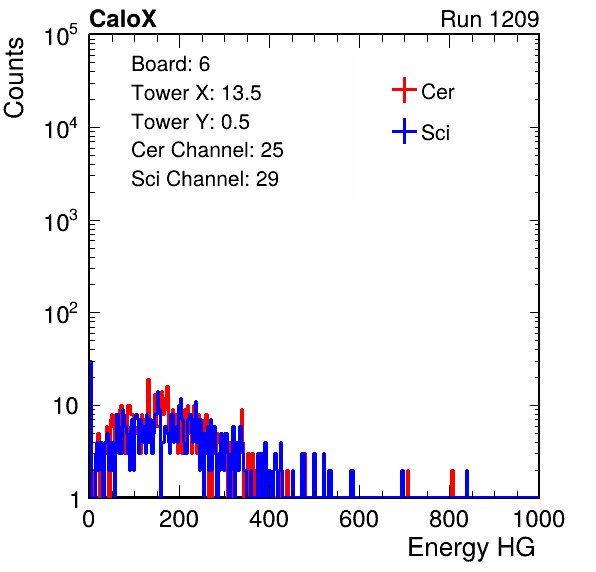 CaloX Run 1209
Counts
10^5
10^4
10^3
10^2
10
1
Board: 6
Tower X: 13.5
Tower Y: 0.5
Cer Channel: 25
Sci Channel: 29
Cer
Sci
0 200 400 600 800 1000
Energy HG